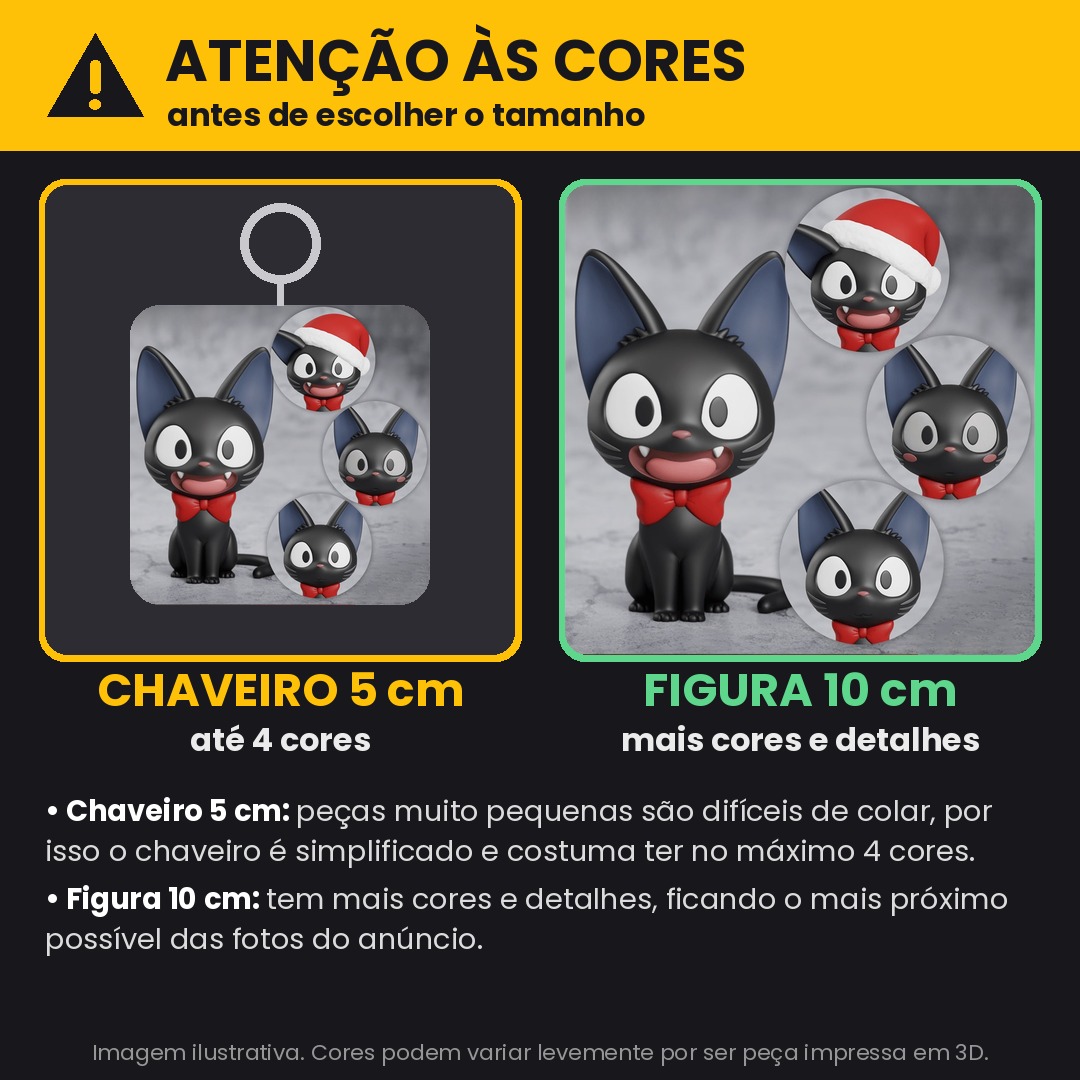 ATENÇÃO ÀS CORES
antes de escolher o tamanho
CHAVEIRO 5 cm
até 4 cores
FIGURA 10 cm
mais cores e detalhes
• Chaveiro 5 cm: peças muito pequenas são difíceis de colar, por
isso o chaveiro é simplificado e costuma ter no máximo 4 cores.
• Figura 10 cm: tem mais cores e detalhes, ficando o mais próximo
possível das fotos do anúncio.
Imagem ilustrativa. Cores podem variar levemente por ser peça impressa em 3D.